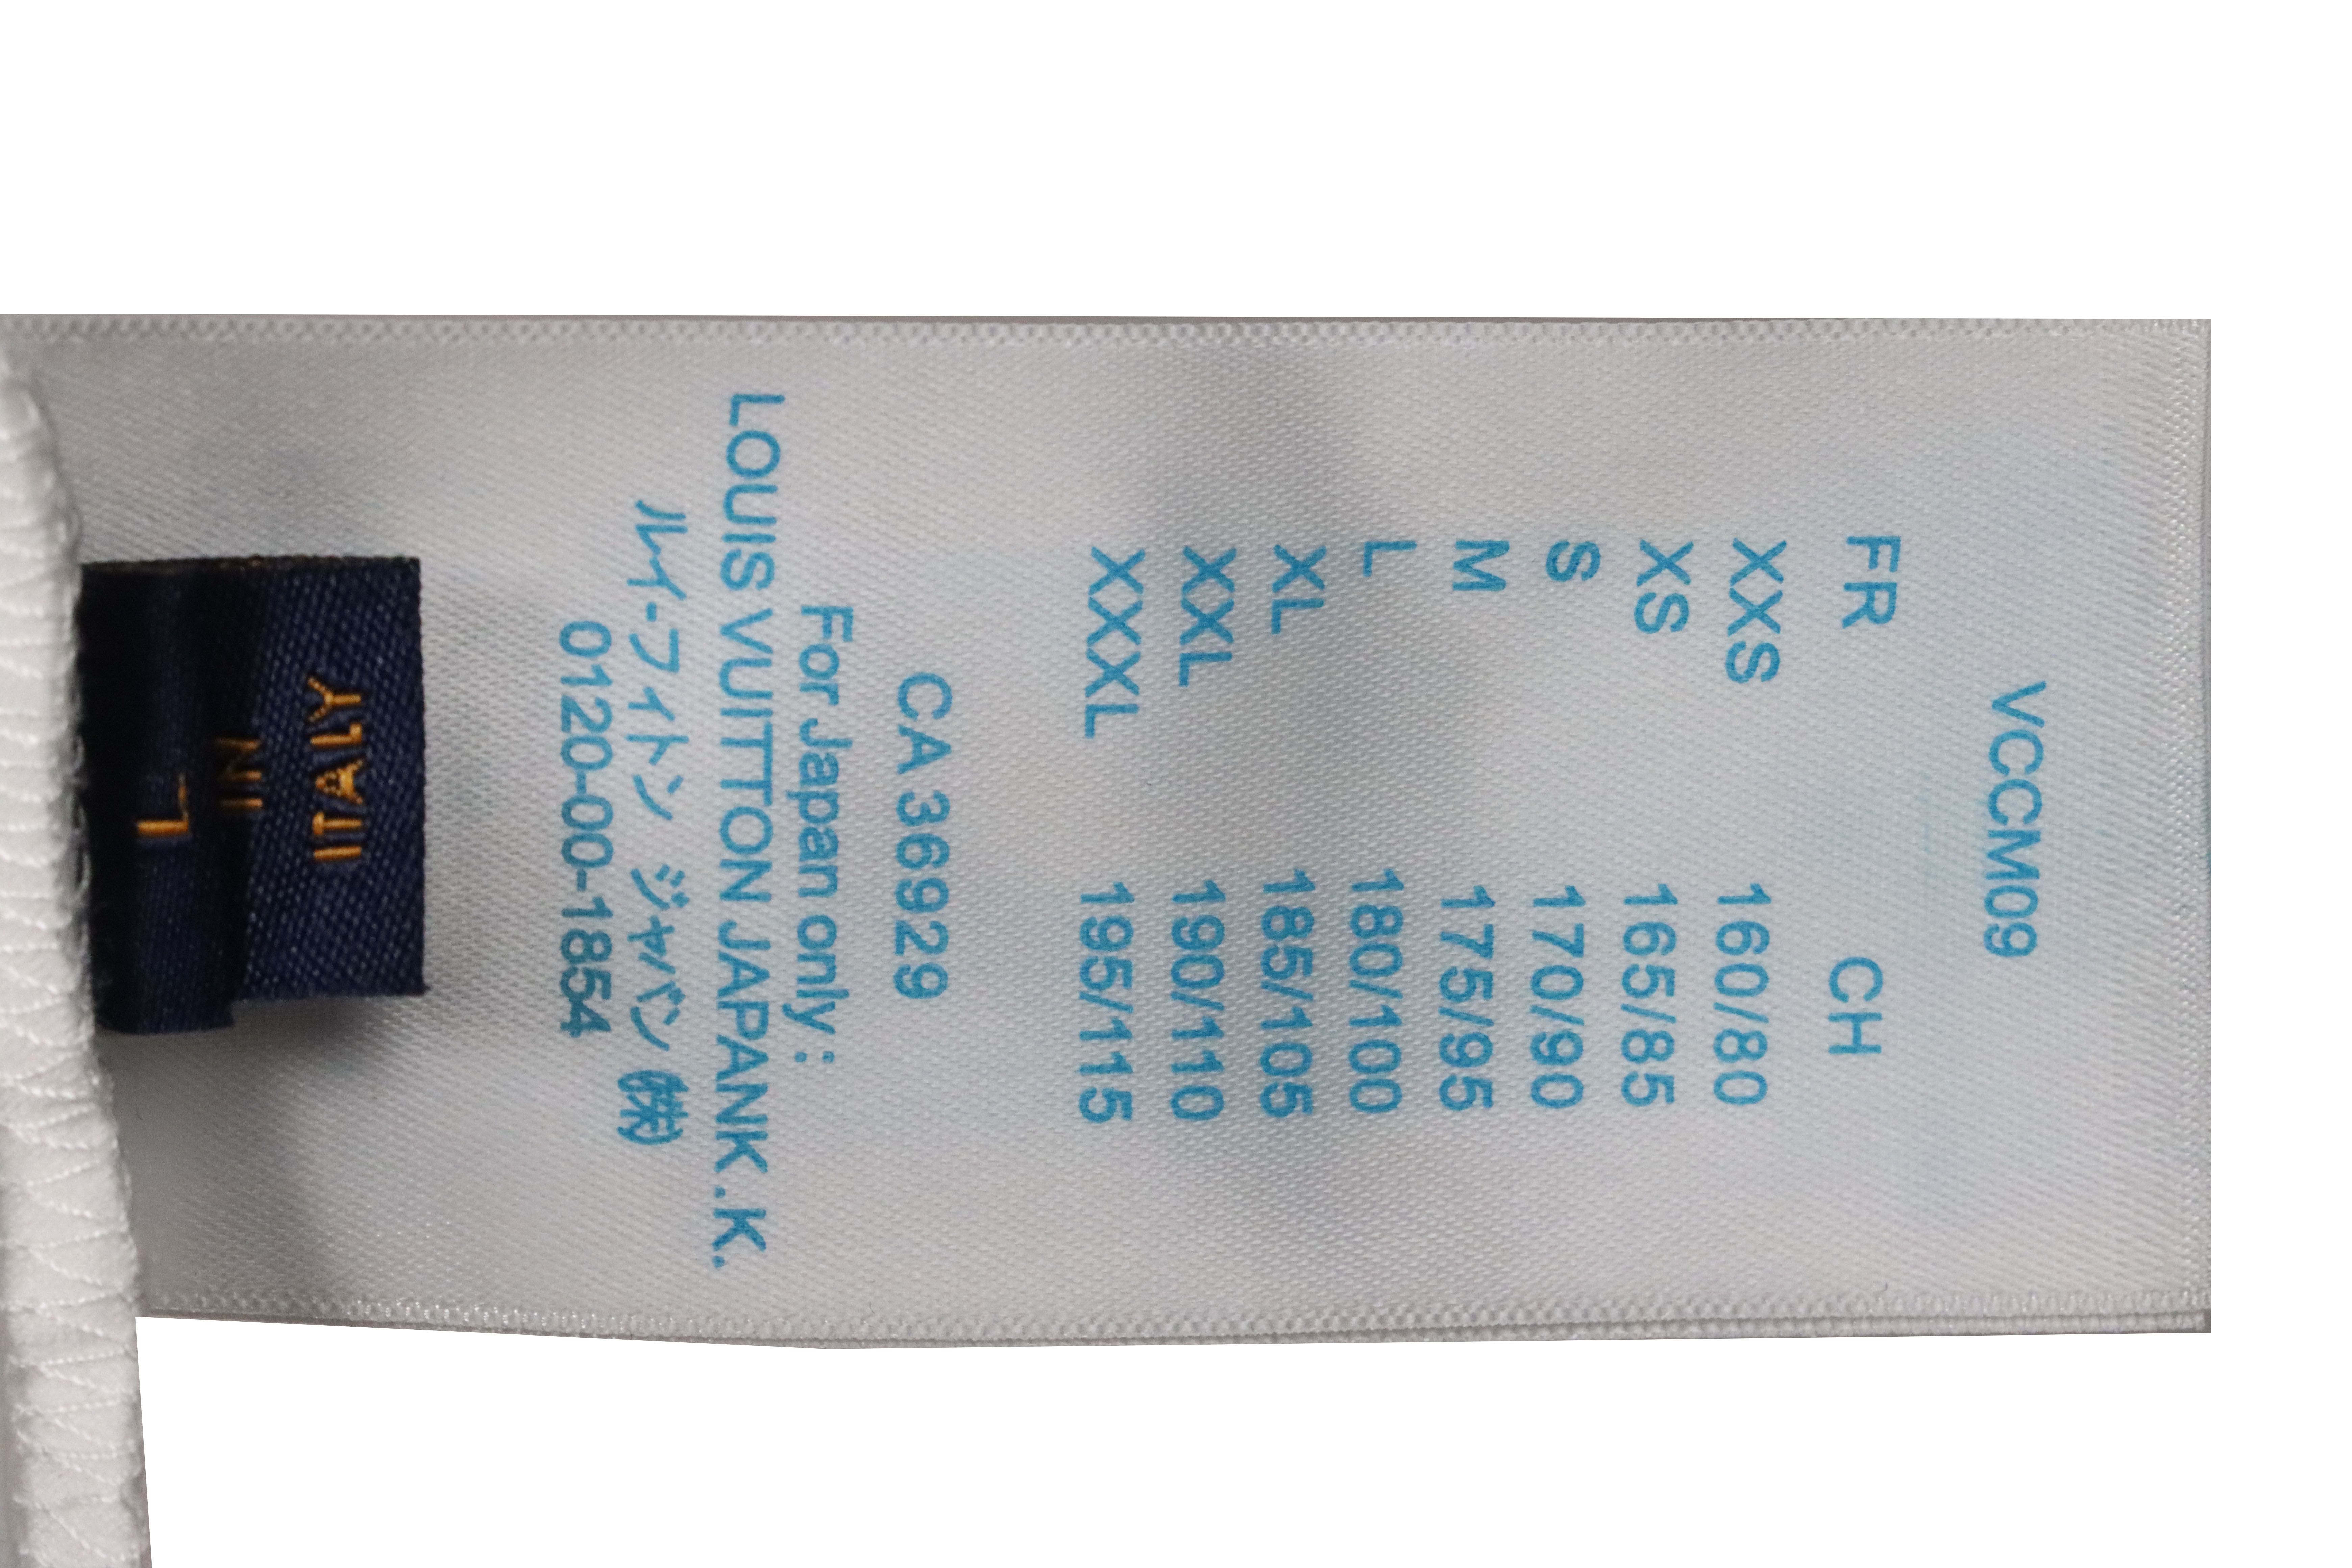 VCCM09
FR CH
XXS 160/80
XS 165/85
S 170/90
M 175/95
L 180/100
XL 185/105
XXL 190/110
XXXL 195/115
CA 36929
For Japan only :
LOUIS VUITTON JAPAN K.K.
ルイ-フィトン ジャパン ㈱
0120-00-1854
L
IN
ITALY